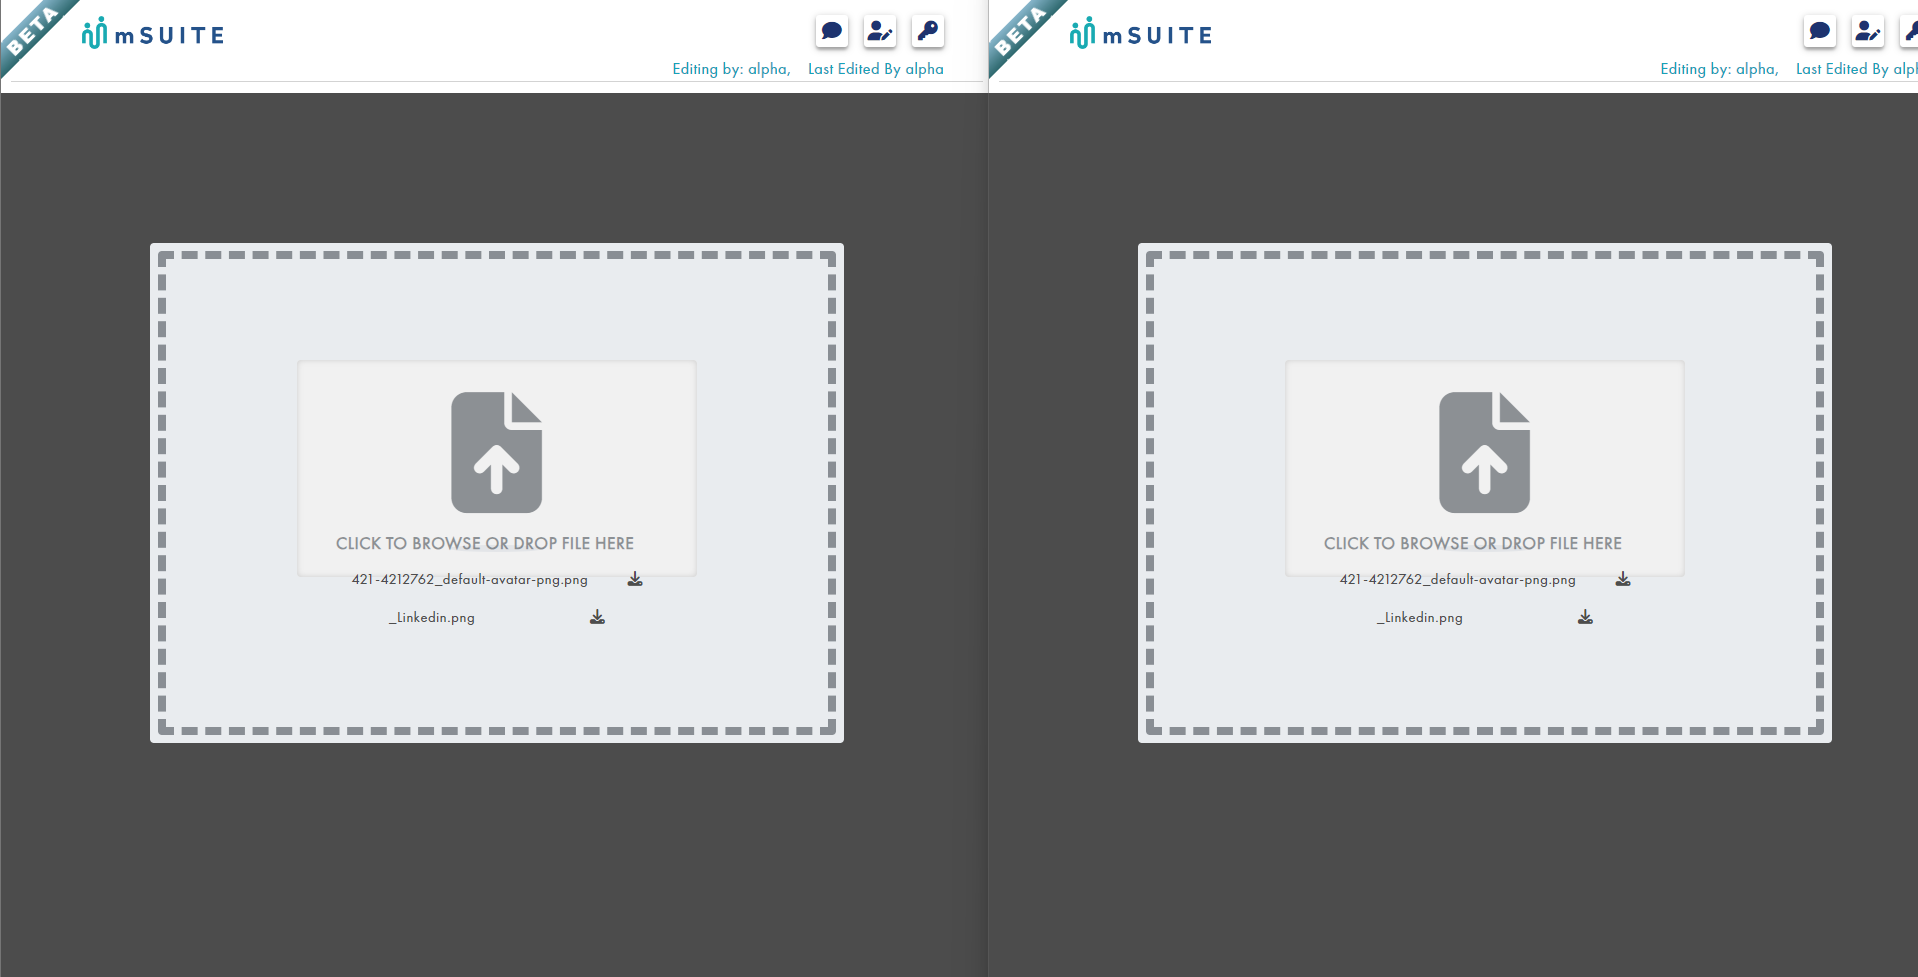 BETA
mSUITE
Editing by: alpha, Last Edited By alpha
CLICK TO BROWSE OR DROP FILE HERE
421-4212762_default-avatar-png.png
_Linkedin.png
BETA
mSUITE
Editing by: alpha, Last Edited By alph
CLICK TO BROWSE OR DROP FILE HERE
421-4212762_default-avatar-png.png
_Linkedin.png